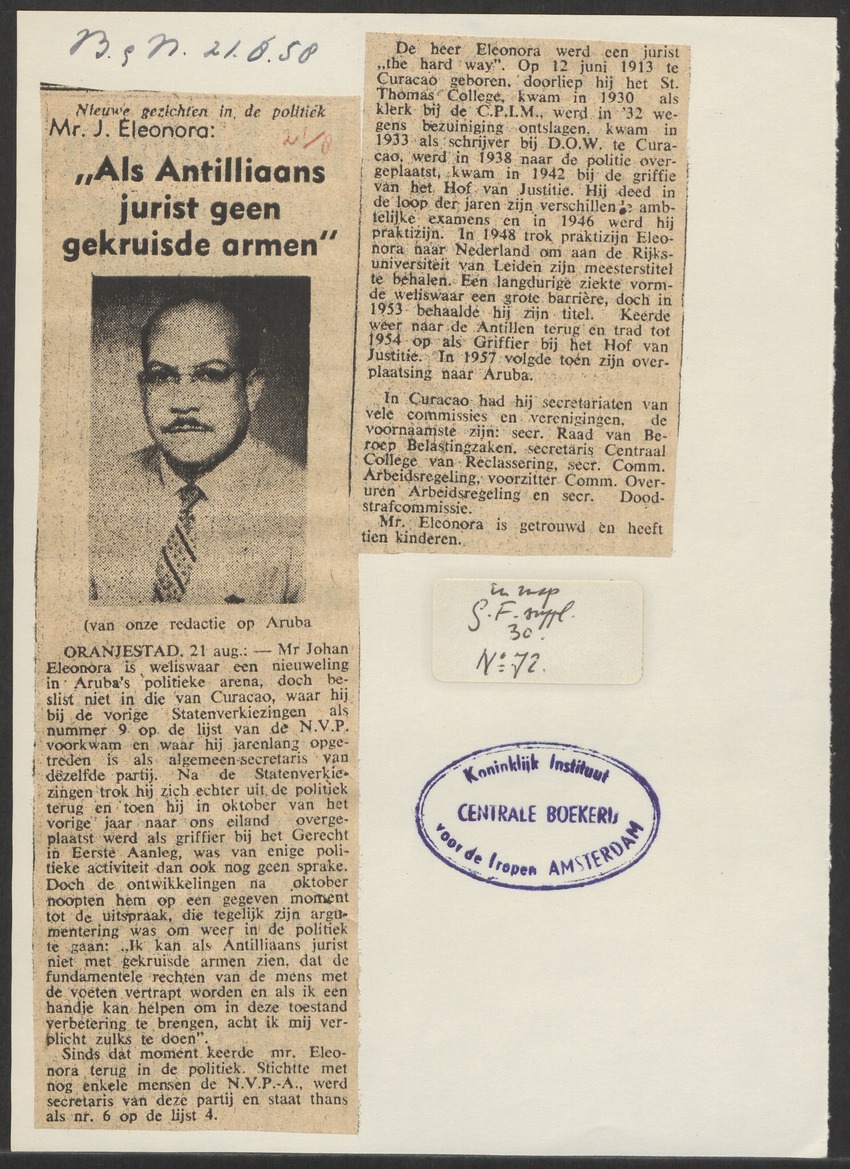 B. & N. 21.8.58
Nieuwe gezichten in de politiek
Mr. J. Eleonora:
21/8
„Als Antilliaans
jurist geen
gekruisde armen”
(van onze redactie op Aruba
ORANJESTAD, 21 aug.: — Mr Johan
Eleonora is weliswaar een nieuweling
in Aruba's politieke arena, doch be-
slist niet in die van Curacao, waar hij
bij de vorige Statenverkiezingen als
nummer 9 op de lijst van de N.V.P.
voorkwam en waar hij jarenlang opge-
treden is als algemeen-secretaris van
dezelfde partij. Na de Statenverkie-
zingen trok hij zich echter uit de politiek
terug en toen hij in oktober van het
vorige jaar naar ons eiland overge-
plaatst werd als griffier bij het Gerecht
in Eerste Aanleg, was van enige poli-
tieke activiteit dan ook nog geen sprake.
Doch de ontwikkelingen na oktober
noopten hem op een gegeven moment
tot de uitspraak, die tegelijk zijn argu-
mentering was om weer in de politiek
te gaan: „Ik kan als Antilliaans jurist
niet met gekruisde armen zien, dat de
fundamentele rechten van de mens met
de voeten vertrapt worden en als ik een
handje kan helpen om in deze toestand
verbetering te brengen, acht ik mij ver-
plicht zulks te doen”.
Sinds dat moment keerde mr. Eleo-
nora terug in de politiek. Stichtte met
nog enkele mensen de N.V.P.-A., werd
secretaris van deze partij en staat thans
als nr. 6 op de lijst 4.
De heer Eleonora werd een jurist
„the hard way”. Op 12 juni 1913 te
Curacao geboren, doorliep hij het St.
Thomas College, kwam in 1930 als
klerk bij de C.P.I.M., werd in '32 we-
gens bezuiniging ontslagen, kwam in
1933 als schrijver bij D.O.W. te Cura-
cao, werd in 1938 naar de politie over-
geplaatst, kwam in 1942 bij de griffie
van het Hof van Justitie. Hij deed in
de loop der jaren zijn verschillende amb-
telijke examens en in 1946 werd hij
praktizijn. In 1948 trok praktizijn Eleo-
nora naar Nederland om aan de Rijks-
universiteit van Leiden zijn meesterstitel
te behalen. Een langdurige ziekte vorm-
de weliswaar een grote barrière, doch in
1953 behaalde hij zijn titel. Keerde
weer naar de Antillen terug en trad tot
1954 op als Griffier bij het Hof van
Justitie. In 1957 volgde toen zijn over-
plaatsing naar Aruba.
In Curacao had hij secretariaten van
vele commissies en verenigingen, de
voornaamste zijn: secr. Raad van Be-
roep Belastingzaken, secretaris Centraal
College van Reclassering, secr. Comm.
Arbeidsregeling, voorzitter Comm. Over-
uren Arbeidsregeling en secr. Dood-
strafcommissie.
Mr. Eleonora is getrouwd en heeft
tien kinderen.
in map
G.F. suppl.
30.
No: 72.
Koninklijk Instituut
CENTRALE BOEKERIJ
voor de Tropen AMSTERDAM